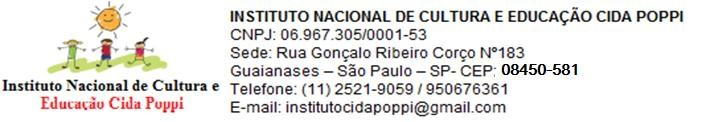 Instituto Nacional de Cultura e
Educação Cida Poppi
INSTITUTO NACIONAL DE CULTURA E EDUCAÇÃO CIDA POPPI
CNPJ: 06.967.305/0001-53
Sede: Rua Gonçalo Ribeiro Corço Nº183
Guaianases – São Paulo – SP- CEP: 08450-581
Telefone: (11) 2521-9059 / 950676361
E-mail: institutocidapoppi@gmail.com